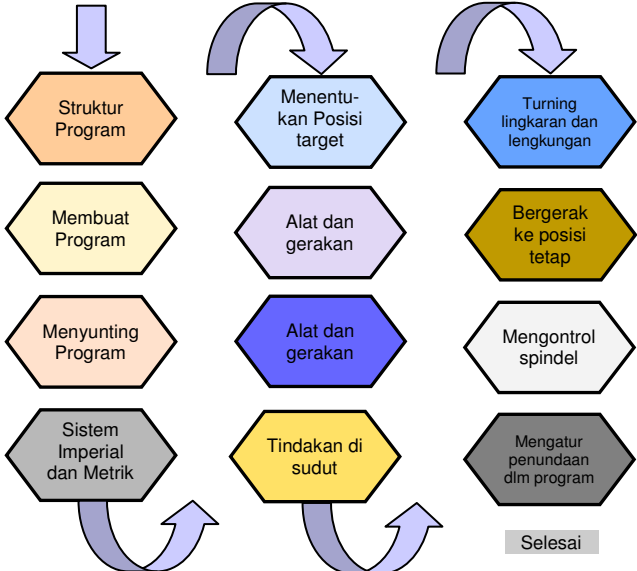 Struktur
Program
Membuat
Program
Menyunting
Program
Sistem
Imperial
dan Metrik
Menentu-
kan Posisi
target
Alat dan
gerakan
Alat dan
gerakan
Tindakan di
sudut
Turning
lingkaran dan
lengkungan
Bergerak
ke posisi
tetap
Mengontrol
spindel
Mengatur
penundaan
dlm program
Selesai